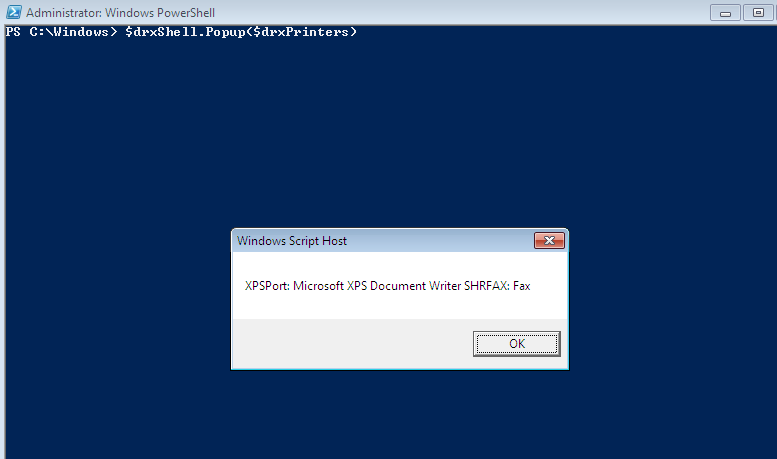 Administrator: Windows PowerShell
PS C:\Windows> $drxShell.Popup($drxPrinters)
Windows Script Host
XPSPort: Microsoft XPS Document Writer SHRFAX: Fax
OK